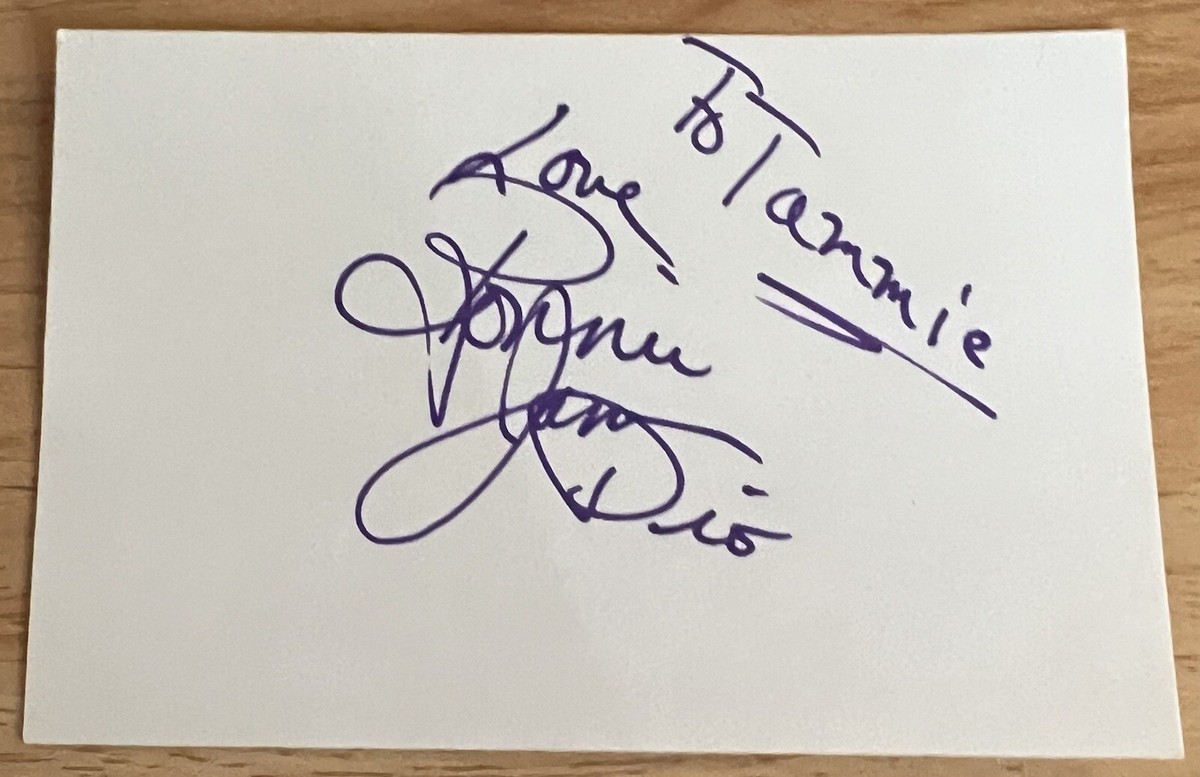 To Tammie
Love,
Ronnie
James
Dio